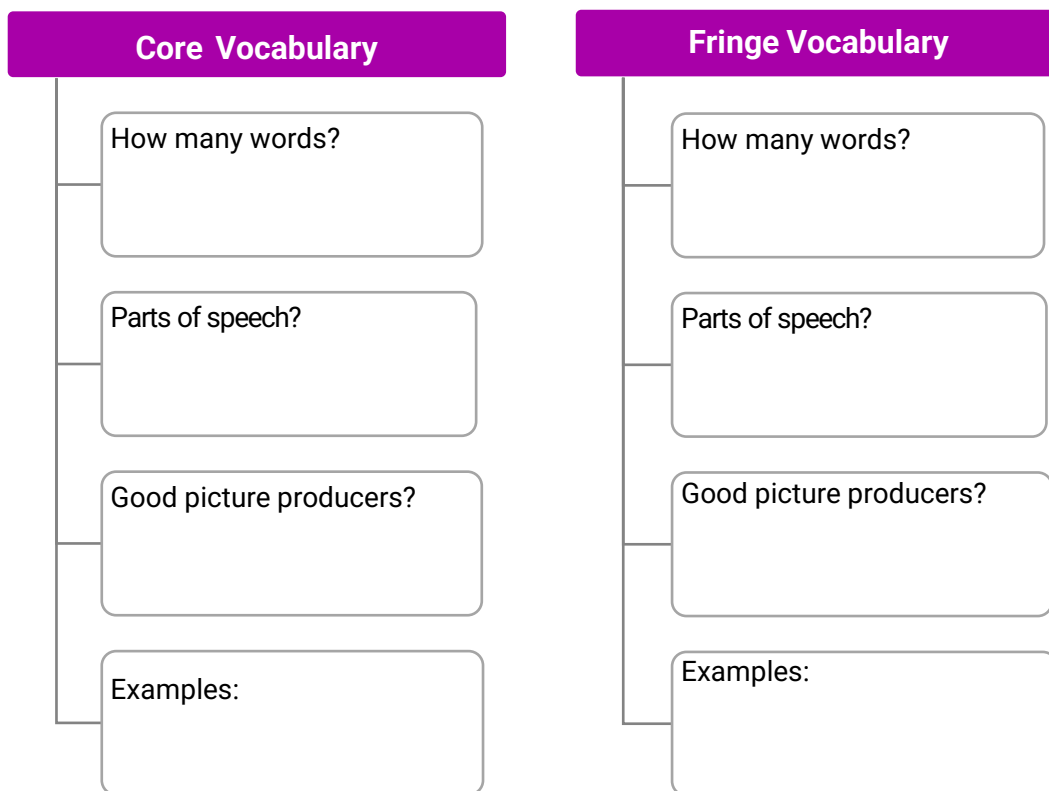 Core Vocabulary
How many words?
Parts of speech?
Good picture producers?
Examples:
Fringe Vocabulary
How many words?
Parts of speech?
Good picture producers?
Examples: